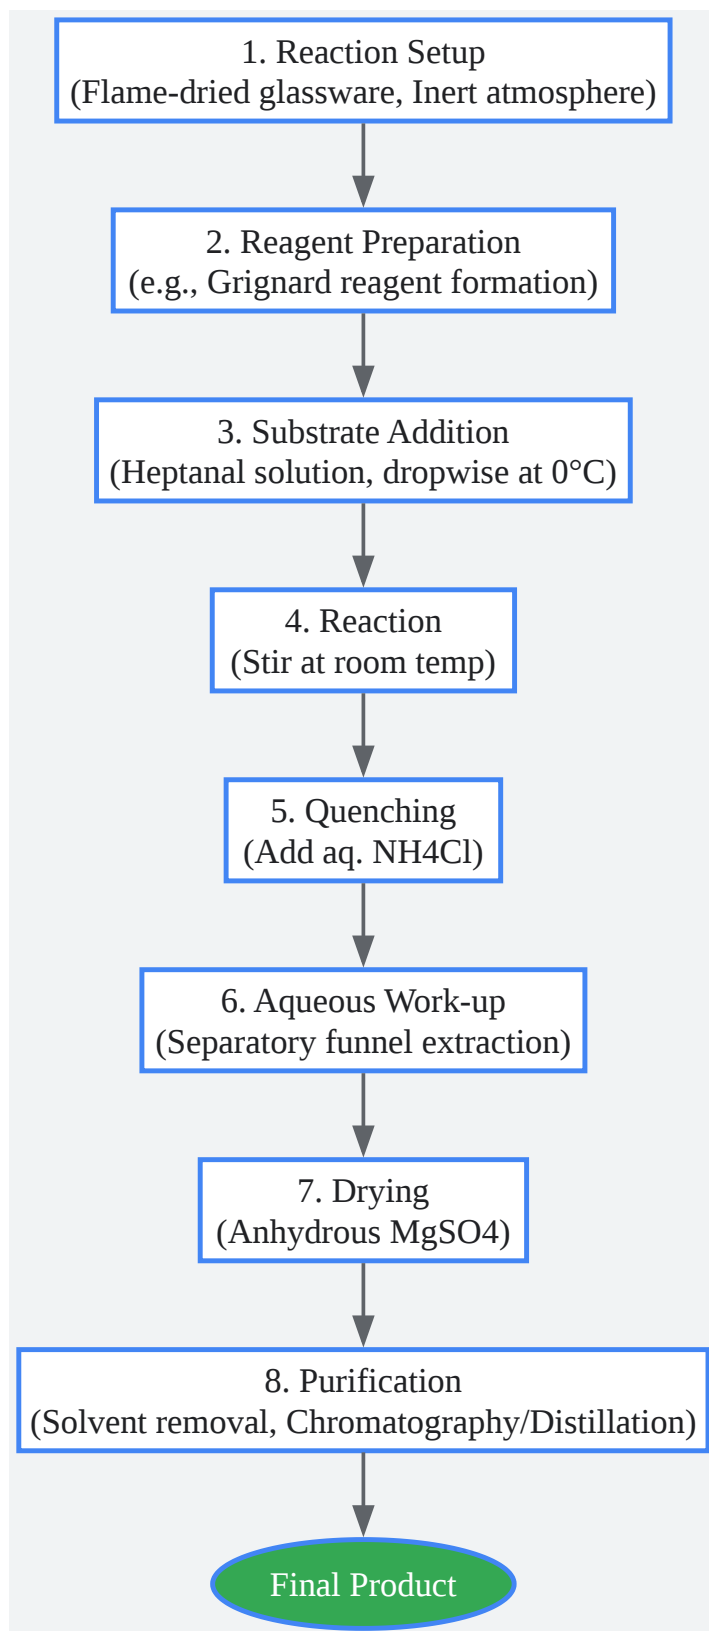 1. Reaction Setup
(Flame-dried glassware, Inert atmosphere)
2. Reagent Preparation
(e.g., Grignard reagent formation)
3. Substrate Addition
(Heptanal solution, dropwise at 0°C)
4. Reaction
(Stir at room temp)
5. Quenching
(Add aq. NH4Cl)
6. Aqueous Work-up
(Separatory funnel extraction)
7. Drying
(Anhydrous MgSO4)
8. Purification
(Solvent removal, Chromatography/Distillation)
Final Product